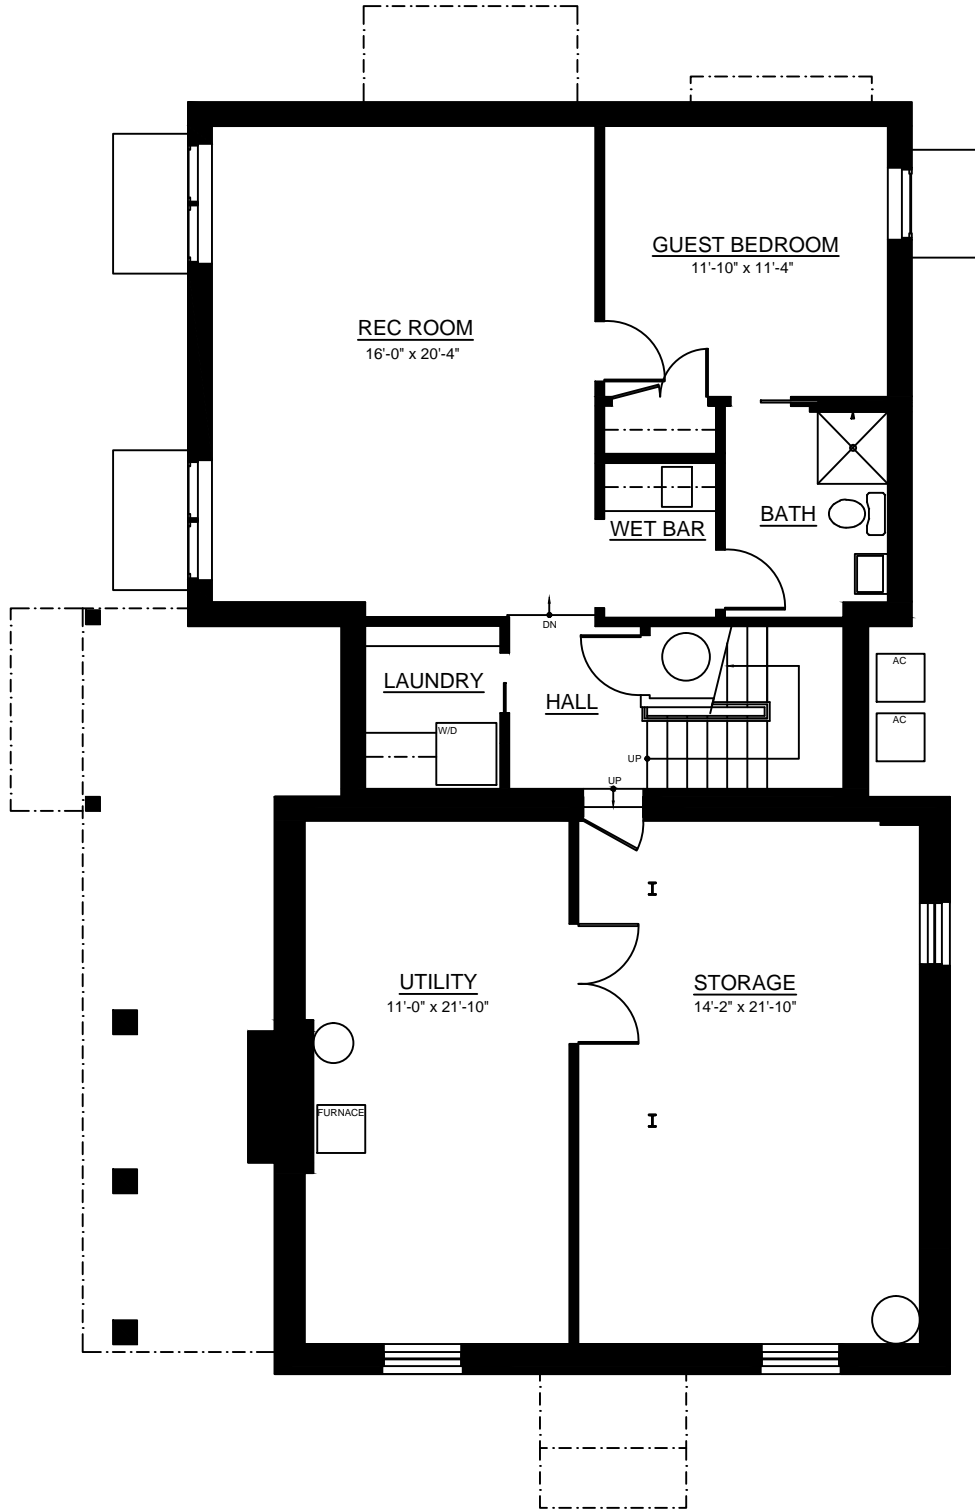 GUEST BEDROOM
11'-10" x 11'-4"
REC ROOM
16'-0" x 20'-4"
BATH
WET BAR
DN
LAUNDRY
HALL
AC
W/D
AC
UP
UP
UTILITY
11'-0" x 21'-10"
STORAGE
14'-2" x 21'-10"
FURNACE